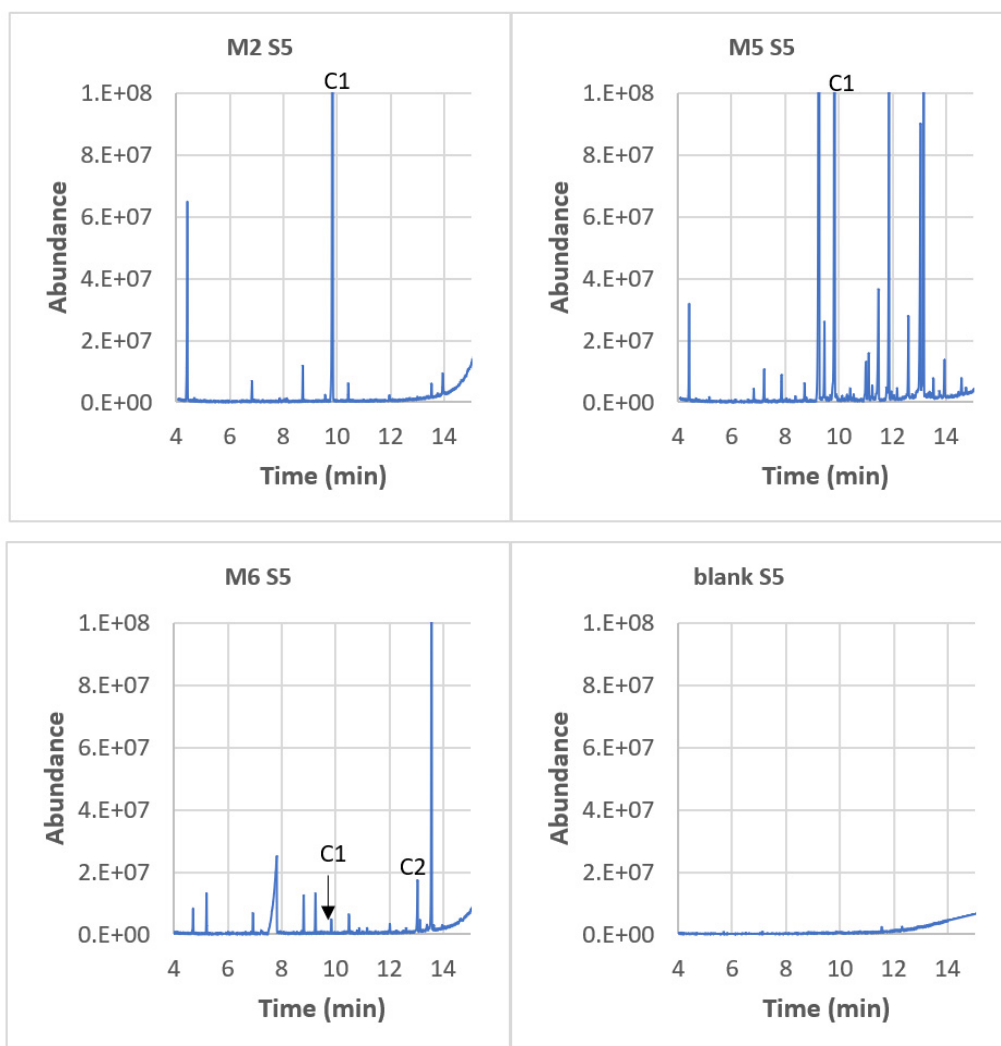 M2 S5
C1
1.E+08
8.E+07
6.E+07
4.E+07
2.E+07
0.E+00
Abundance
4 6 8 10 12 14
Time (min)
M5 S5
C1
1.E+08
8.E+07
6.E+07
4.E+07
2.E+07
0.E+00
Abundance
4 6 8 10 12 14
Time (min)
M6 S5
1.E+08
8.E+07
6.E+07
4.E+07
2.E+07
0.E+00
Abundance
C1
C2
4 6 8 10 12 14
Time (min)
blank S5
1.E+08
8.E+07
6.E+07
4.E+07
2.E+07
0.E+00
Abundance
4 6 8 10 12 14
Time (min)